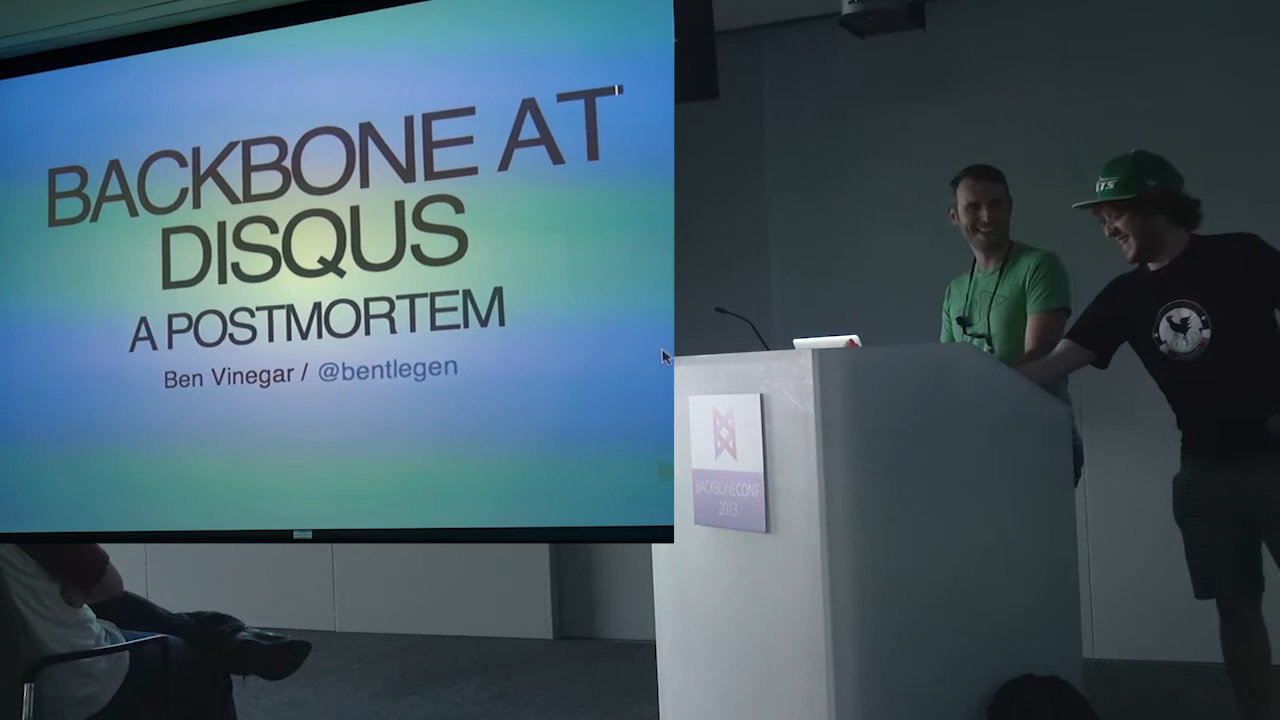 BACKBONE AT
DISQUS
A POSTMORTEM
Ben Vinegar / @bentlegen
BACKBONECONF
2013